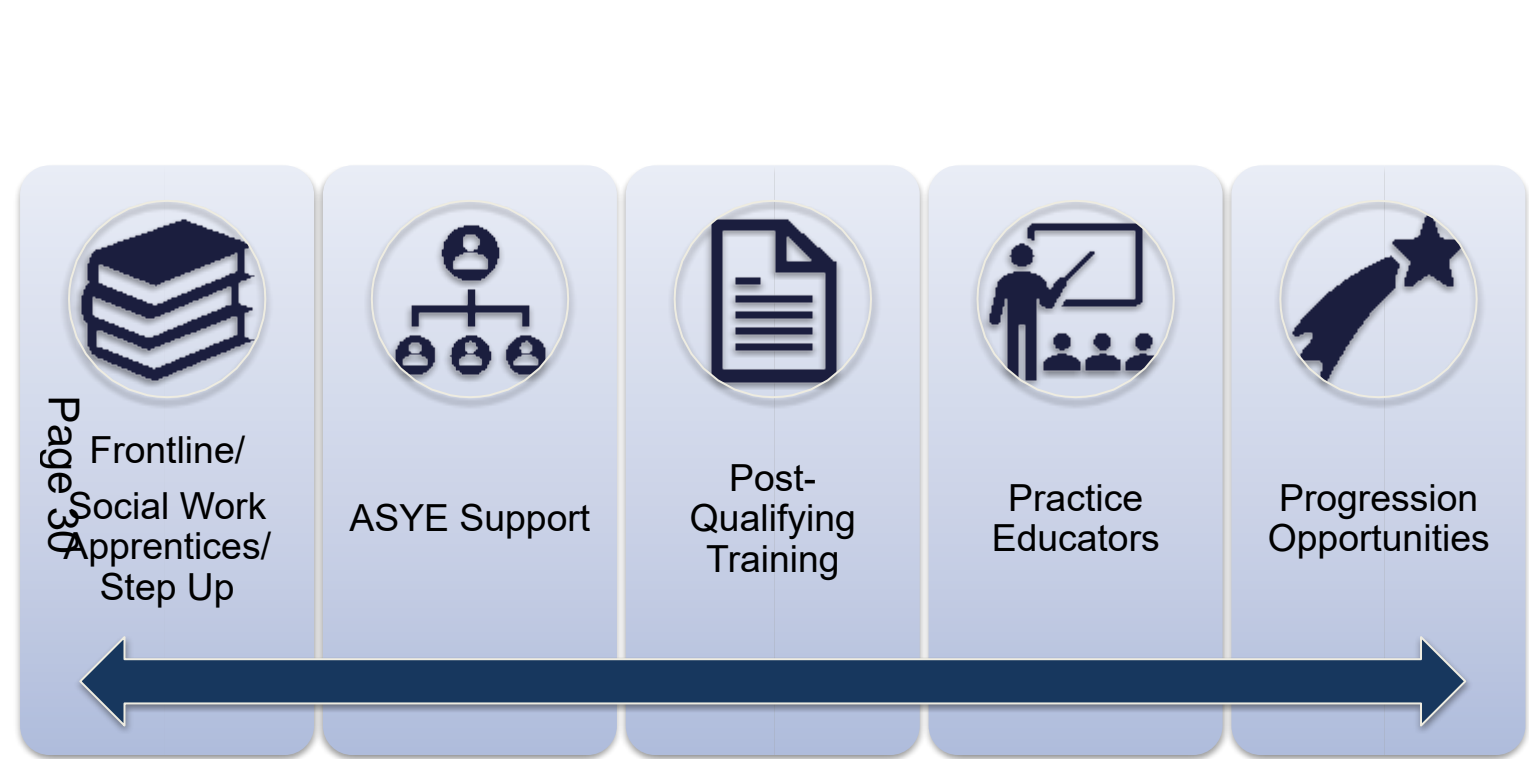 Page 30
Frontline/
Social Work
Apprentices/
Step Up
ASYE Support
Post-
Qualifying
Training
Practice
Educators
Progression
Opportunities